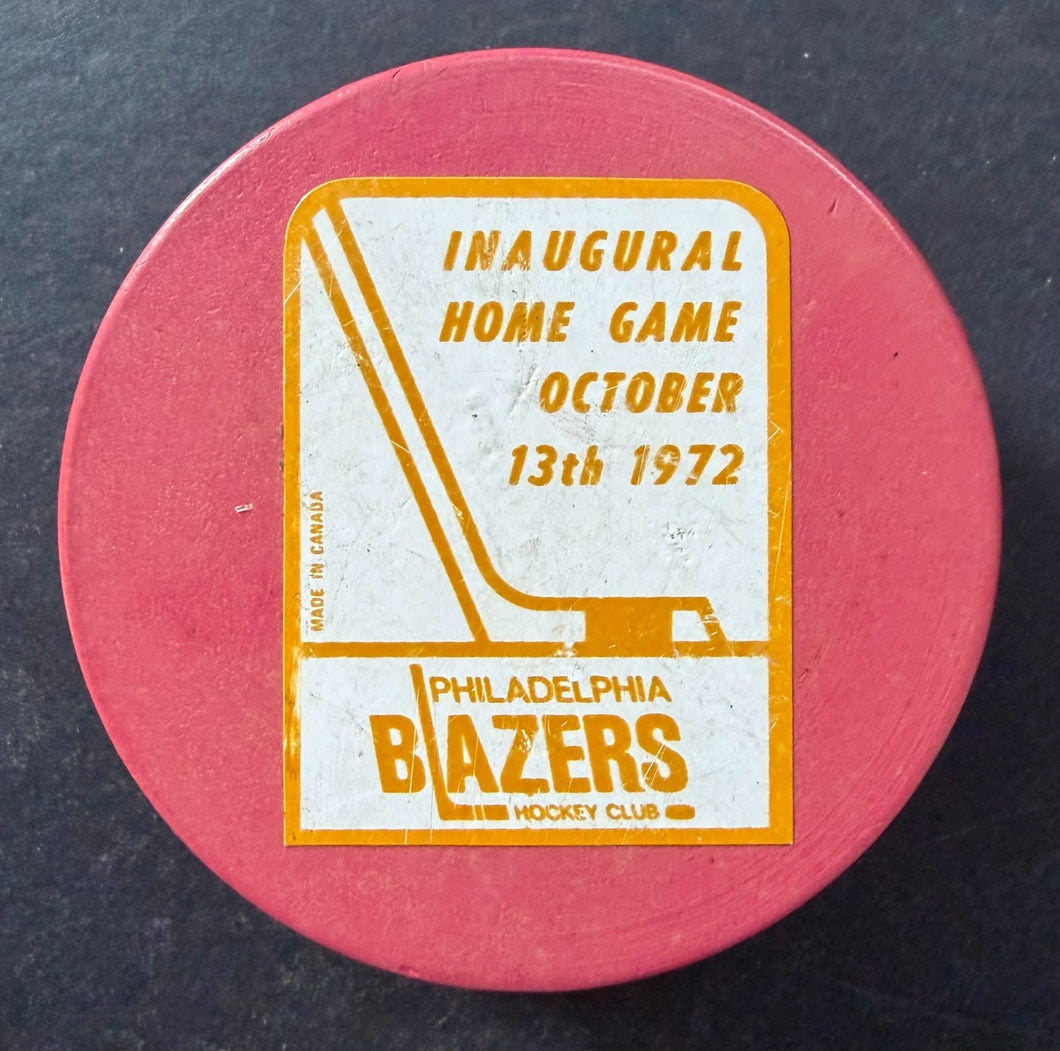 INAUGURAL
HOME GAME
OCTOBER
13th 1972
MADE IN CANADA
PHILADELPHIA
BLAZERS
HOCKEY CLUB